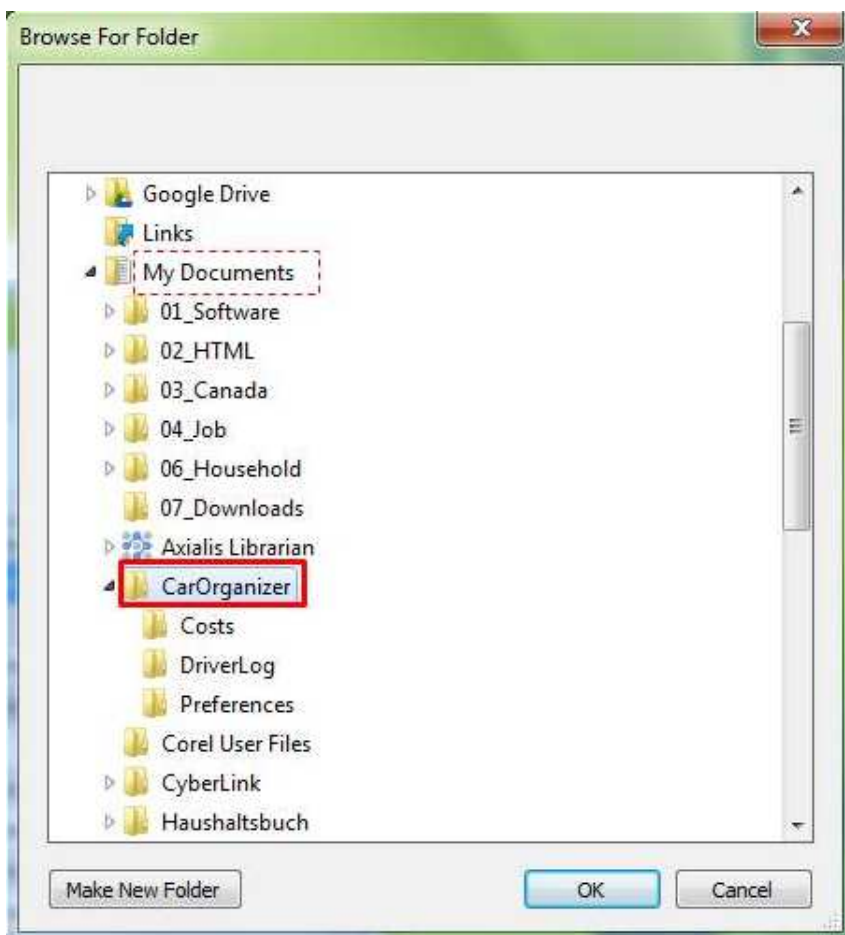 Browse For Folder
Google Drive
Links
My Documents
01_Software
02_HTML
03_Canada
04_Job
06_Household
07_Downloads
Axialis Librarian
CarOrganizer
Costs
DriverLog
Preferences
Corel User Files
CyberLink
Haushaltsbuch
Make New Folder OK Cancel